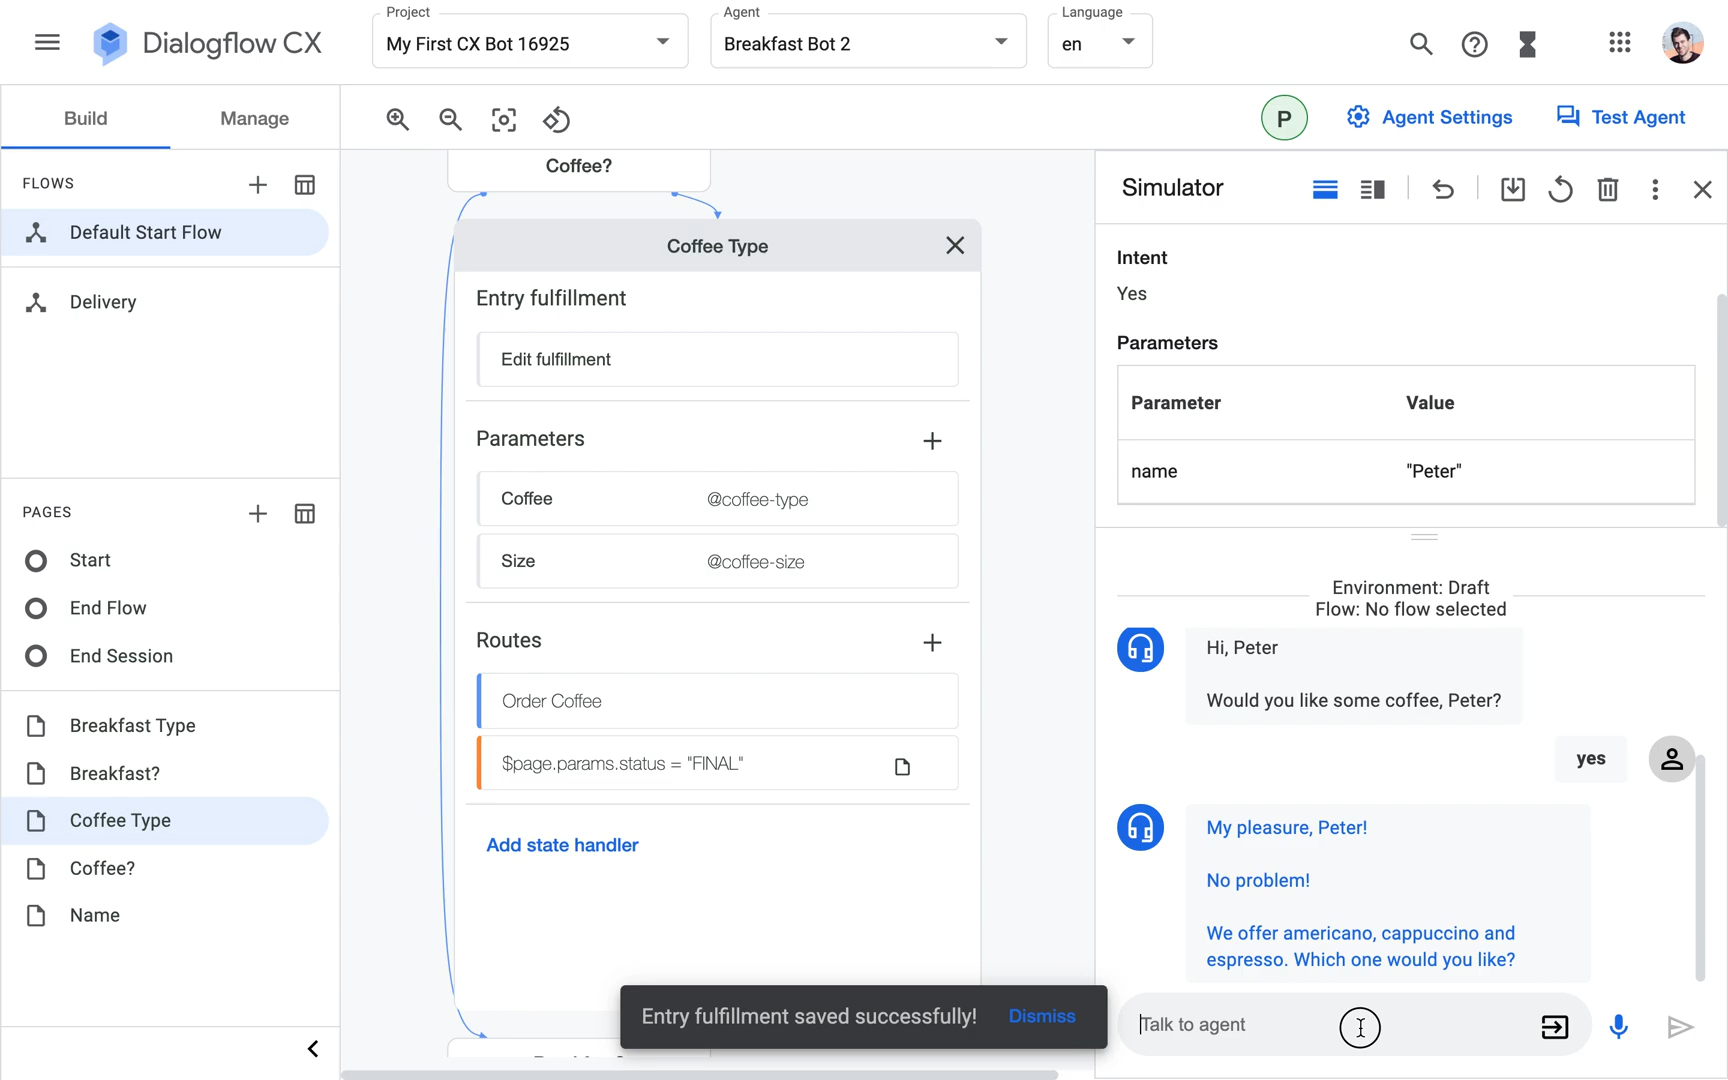 Dialogflow CX
Project
My First CX Bot 16925
Agent
Breakfast Bot 2
Language
en
Build
Manage
P
Agent Settings
Test Agent
FLOWS
Default Start Flow
Delivery
PAGES
Start
End Flow
End Session
Breakfast Type
Breakfast?
Coffee Type
Coffee?
Name
Coffee?
Coffee Type
Entry fulfillment
Edit fulfillment
Parameters
Coffee @coffee-type
Size @coffee-size
Routes
Order Coffee
$page.params.status = "FINAL"
Add state handler
Entry fulfillment saved successfully! Dismiss
Simulator
Intent
Yes
Parameters
Parameter Value
name "Peter"
Environment: Draft
Flow: No flow selected
Hi, Peter
Would you like some coffee, Peter?
yes
My pleasure, Peter!
No problem!
We offer americano, cappuccino and
espresso. Which one would you like?
Talk to agent